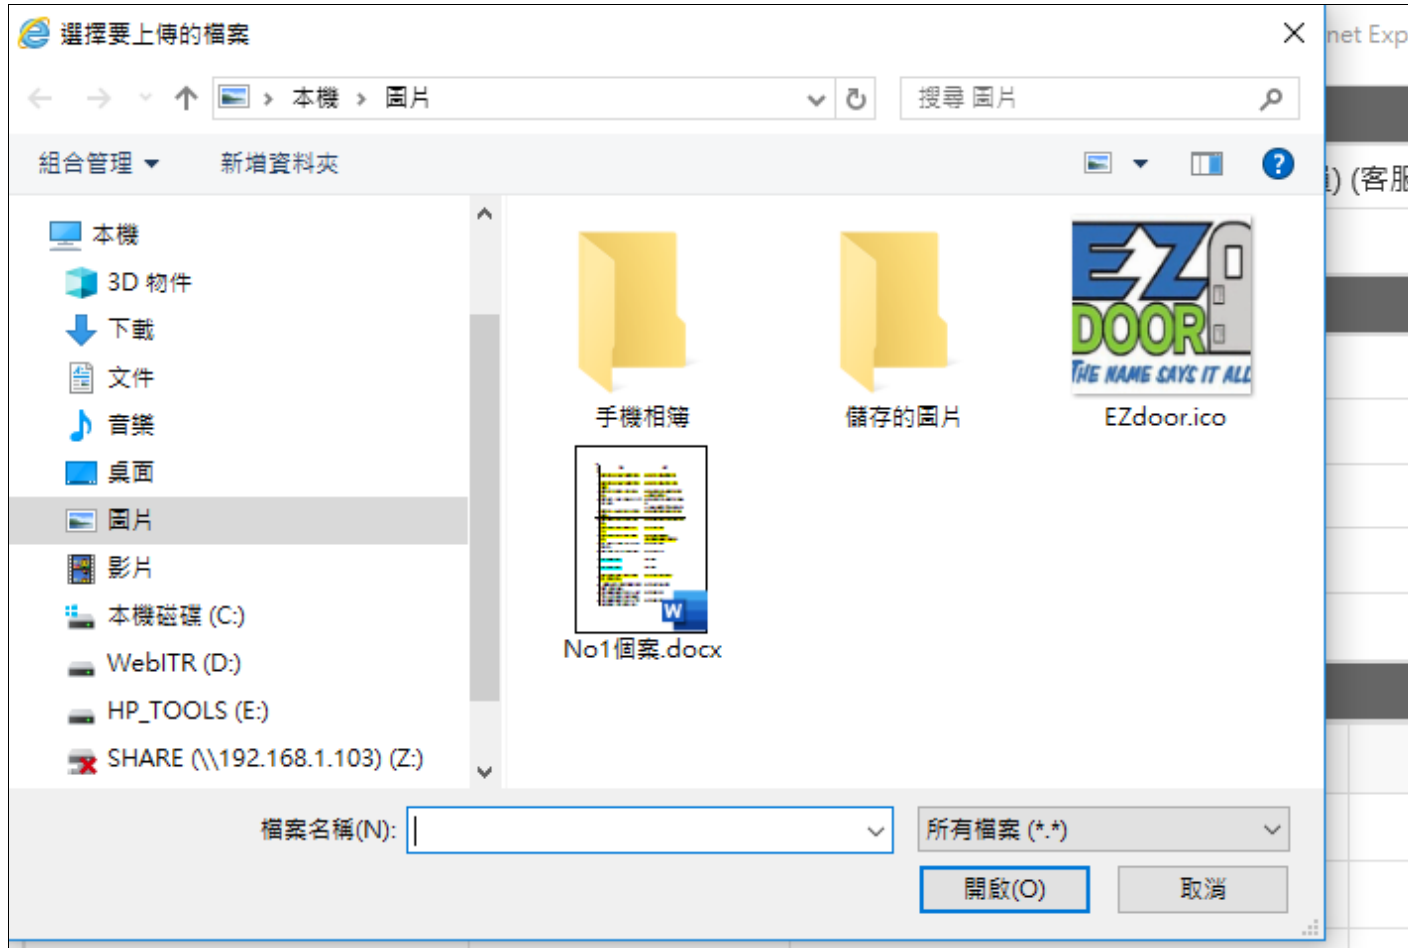 選擇要上傳的檔案
net Exp
本機 › 圖片
搜尋 圖片
組合管理
新增資料夾
?
) (客服
本機
3D 物件
下載
文件
音樂
桌面
圖片
影片
本機磁碟 (C:)
WebITR (D:)
HP_TOOLS (E:)
SHARE (\\192.168.1.103) (Z:)
EZ
DOOR
THE NAME SAYS IT ALL
手機相簿
儲存的圖片
EZdoor.ico
W
No1個案.docx
檔案名稱(N):
所有檔案 (*.*)
開啟(O)
取消